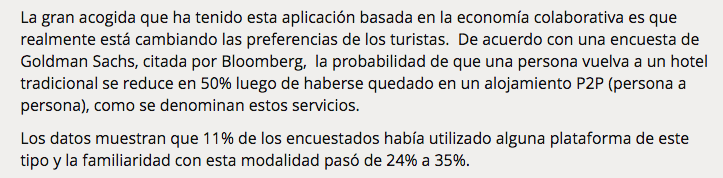 La gran acogida que ha tenido esta aplicación basada en la economía colaborativa es que
realmente está cambiando las preferencias de los turistas.  De acuerdo con una encuesta de
Goldman Sachs, citada por Bloomberg,  la probabilidad de que una persona vuelva a un hotel
tradicional se reduce en 50% luego de haberse quedado en un alojamiento P2P (persona a
persona), como se denominan estos servicios.
Los datos muestran que 11% de los encuestados había utilizado alguna plataforma de este
tipo y la familiaridad con esta modalidad pasó de 24% a 35%.